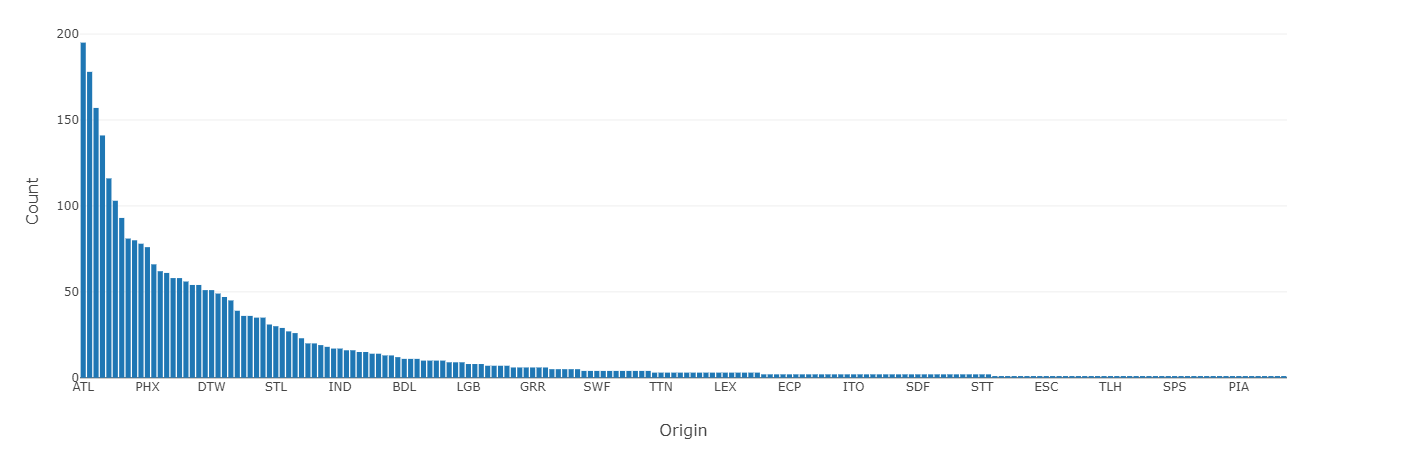 200
150
100
50
0
Count
ATL PHX DTW STL IND BDL LGB GRR SWF TTN LEX ECP ITO SDF STT ESC TLH SPS PIA
Origin